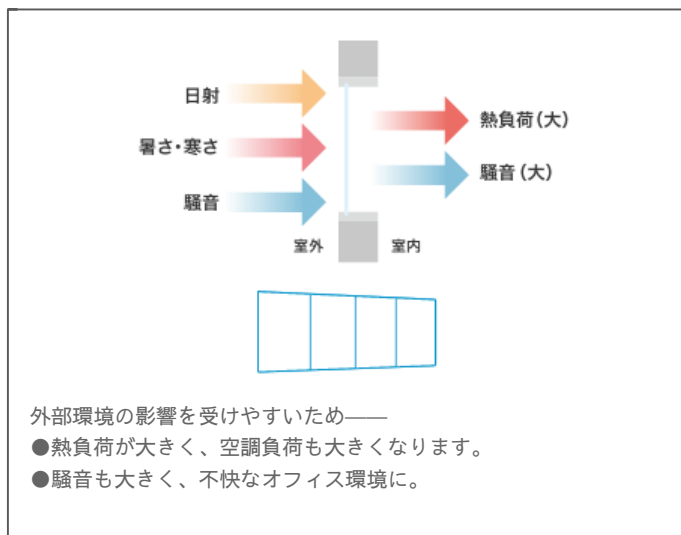 日射
暑さ・寒さ
騒音
熱負荷(大)
騒音(大)
室外
室内
外部環境の影響を受けやすいため——
●熱負荷が大きく、空調負荷も大きくなります。
●騒音も大きく、不快なオフィス環境に。